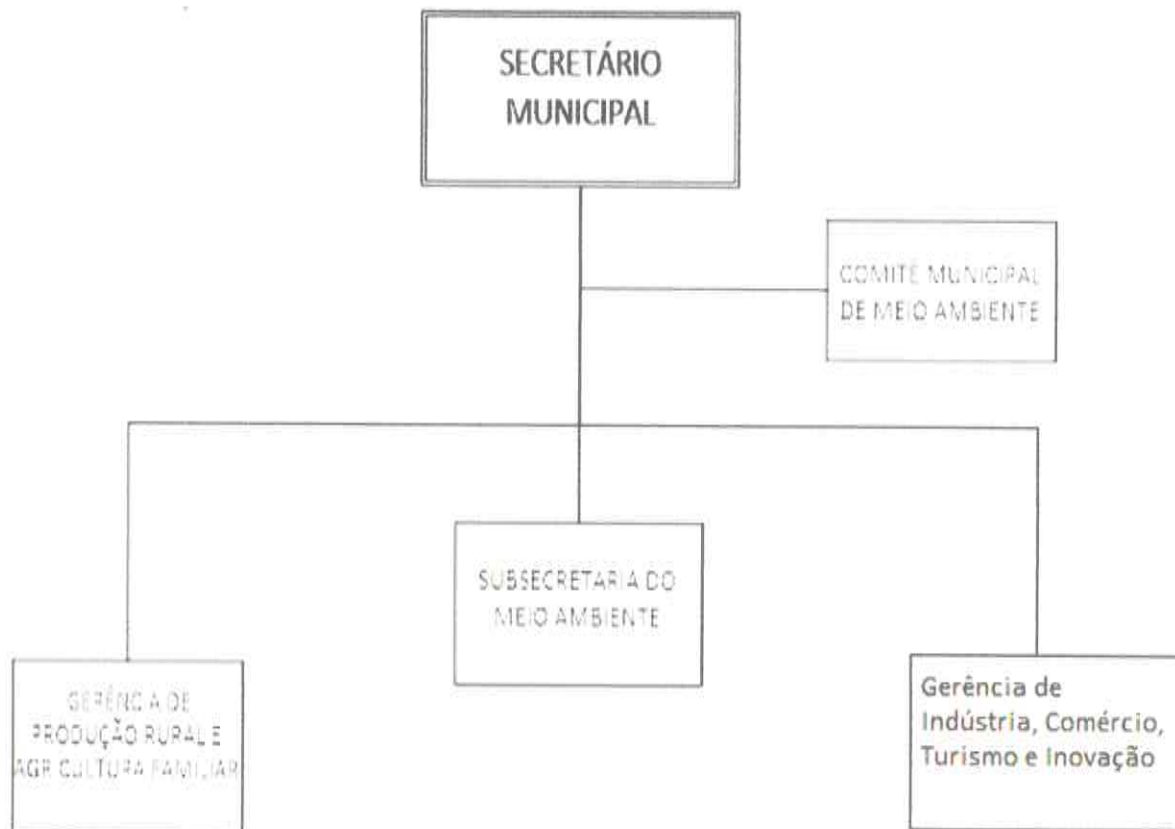 SECRETÁRIO
MUNICIPAL
COMITÊ MUNICIPAL
DE MEIO AMBIENTE
SUBSECRETARIA DO
MEIO AMBIENTE
GERÊNCIA DE
PRODUÇÃO RURAL E
AGRICULTURA FAMILIAR
Gerência de
Indústria, Comércio,
Turismo e Inovação